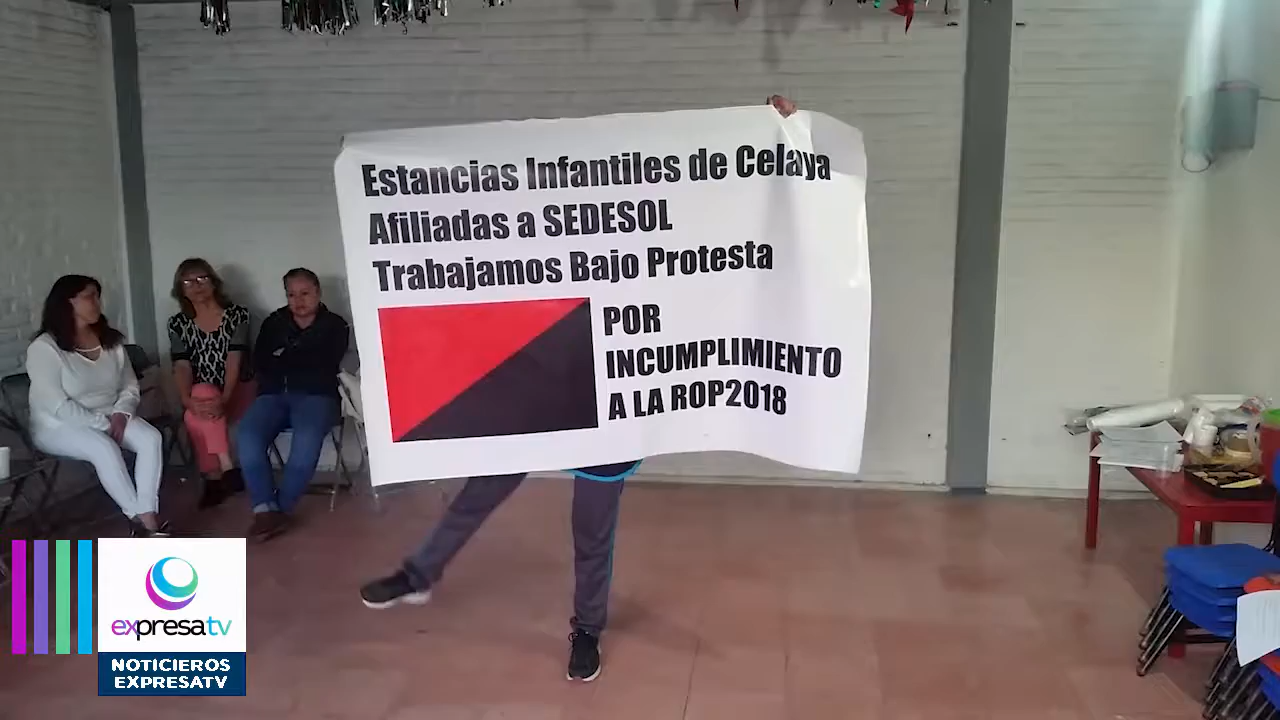 Estancias Infantiles de Celaya
Afiliadas a SEDESOL
Trabajamos Bajo Protesta
POR
INCUMPLIMIENTO
A LA ROP2018
expresatv
NOTICIEROS
EXPRESATV